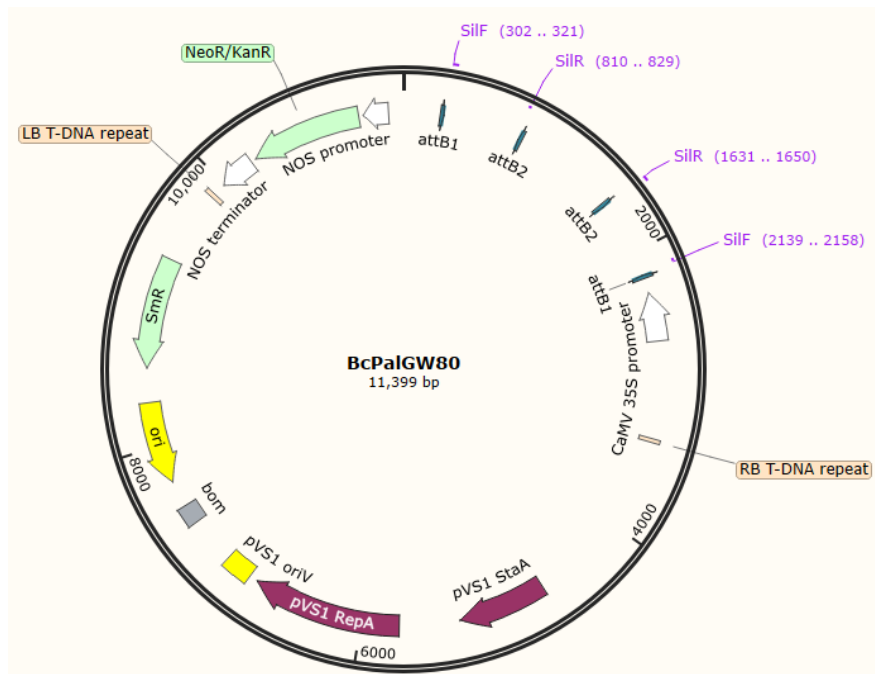 SilF (302 .. 321)
NeoR/KanR
SilR (810 .. 829)
LB T-DNA repeat
NOS promoter
attB1
attB2
SilR (1631 .. 1650)
10,000
NOS terminator
attB2
2000
SilF (2139 .. 2158)
attB1
SmR
CaMV 35S promoter
BcPalGW80
11,399 bp
ori
8000
RB T-DNA repeat
bom
4000
pVS1 oriV
pVS1 StaA
pVS1 RepA
6000